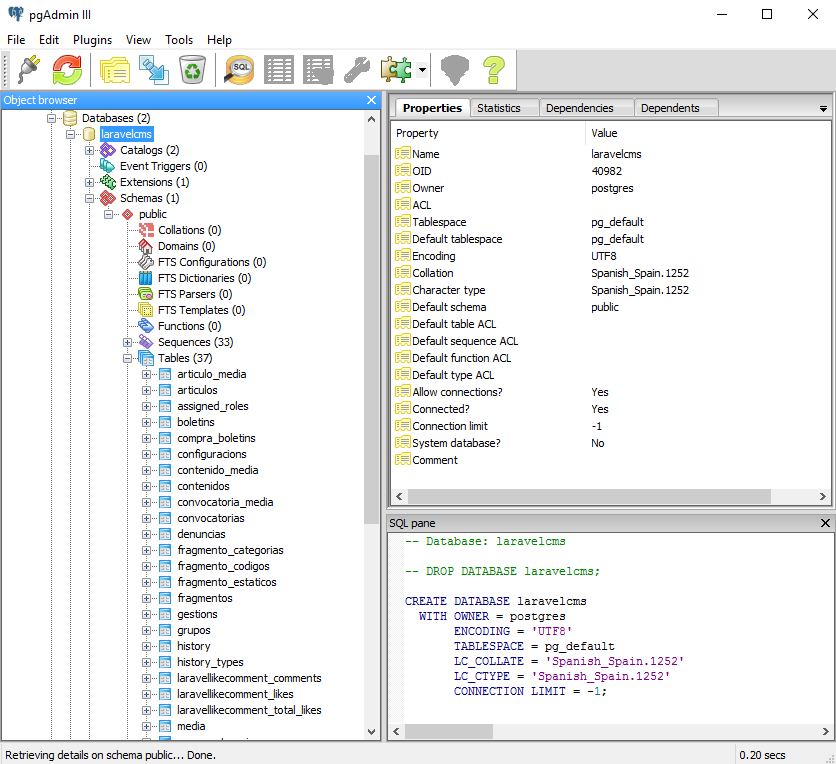 pgAdmin III
File Edit Plugins View Tools Help
SQL
Object browser
Databases (2)
laravelcms
Catalogs (2)
Event Triggers (0)
Extensions (1)
Schemas (1)
public
Collations (0)
Domains (0)
FTS Configurations (0)
FTS Dictionaries (0)
FTS Parsers (0)
FTS Templates (0)
Functions (0)
Sequences (33)
Tables (37)
articulo_media
articulos
assigned_roles
boletins
compra_boletins
configuracions
contenido_media
contenidos
convocatoria_media
convocatorias
denuncias
fragmento_categorias
fragmento_codigos
fragmento_estaticos
fragmentos
gestions
grupos
history
history_types
laravellikecomment_comments
laravellikecomment_likes
laravellikecomment_total_likes
media
Properties Statistics Dependencies Dependents
Property Value
Name laravelcms
OID 40982
Owner postgres
ACL
Tablespace pg_default
Default tablespace pg_default
Encoding UTF8
Collation Spanish_Spain.1252
Character type Spanish_Spain.1252
Default schema public
Default table ACL
Default sequence ACL
Default function ACL
Default type ACL
Allow connections? Yes
Connected? Yes
Connection limit -1
System database? No
Comment
SQL pane
-- Database: laravelcms
-- DROP DATABASE laravelcms;
CREATE DATABASE laravelcms
WITH OWNER = postgres
ENCODING = 'UTF8'
TABLESPACE = pg_default
LC_COLLATE = 'Spanish_Spain.1252'
LC_CTYPE = 'Spanish_Spain.1252'
CONNECTION LIMIT = -1;
Retrieving details on schema public... Done. 0.20 secs